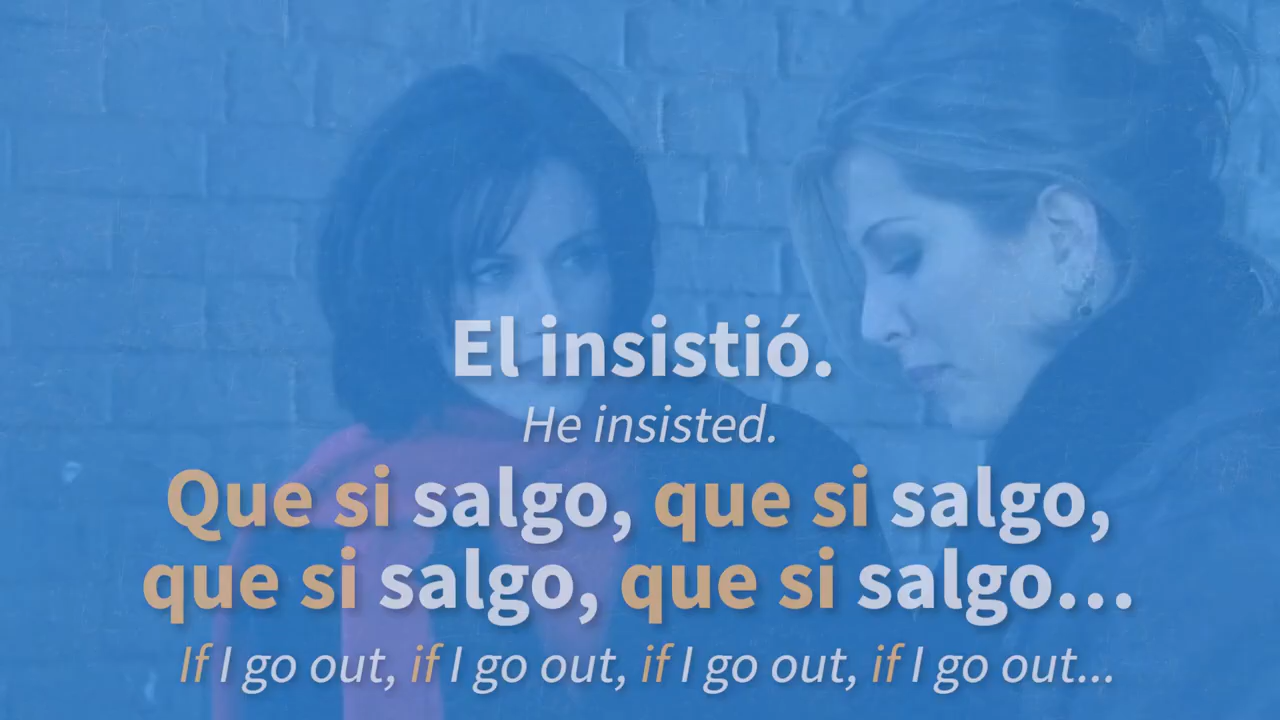 El insistió.
He insisted.
Que si salgo, que si salgo,
que si salgo, que si salgo...
If I go out, if I go out, if I go out, if I go out...